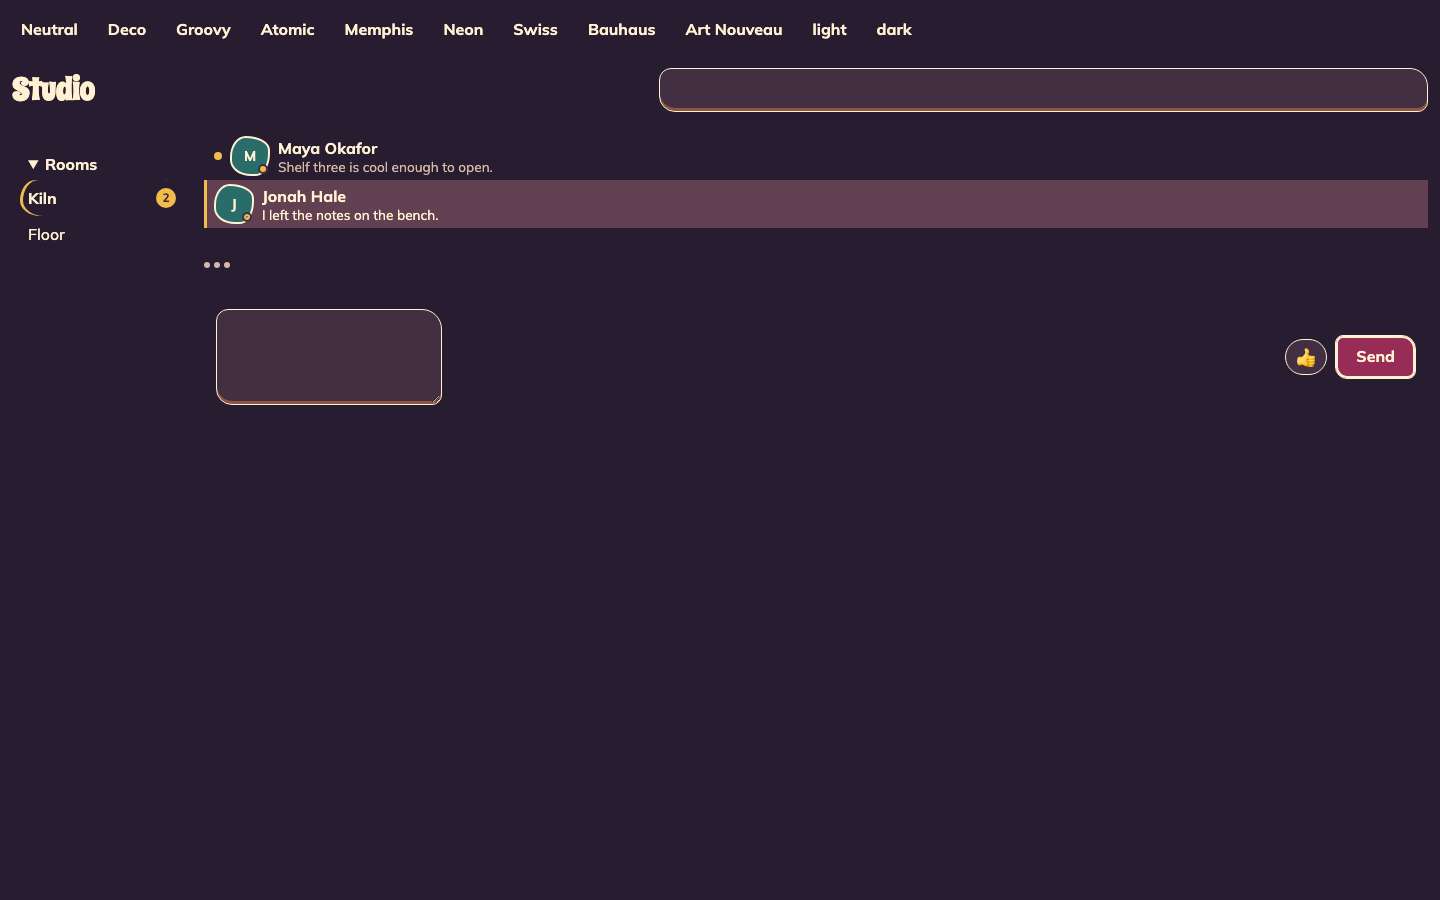 Neutral Deco Groovy Atomic Memphis Neon Swiss Bauhaus Art Nouveau light dark
Studio
Rooms
Kiln 2
Floor
M Maya Okafor
Shelf three is cool enough to open.
J Jonah Hale
I left the notes on the bench.
Send